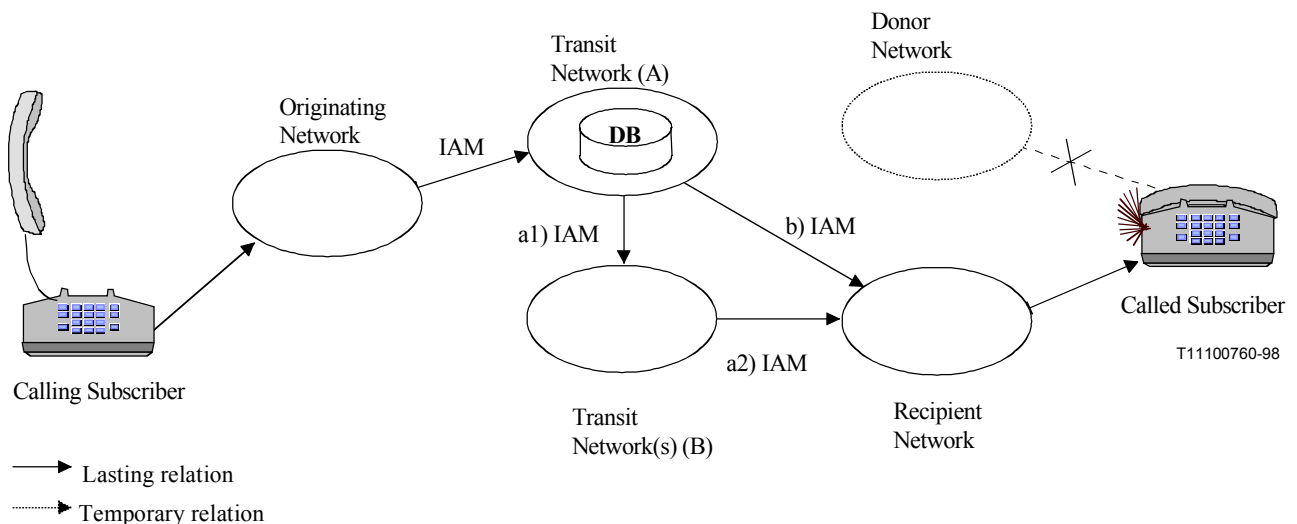 Donor
Network
Transit
Network (A)
Originating
Network
IAM
DB
a1) IAM
b) IAM
Called Subscriber
a2) IAM
T11100760-98
Calling Subscriber
Transit
Network(s) (B)
Recipient
Network
Lasting relation
Temporary relation